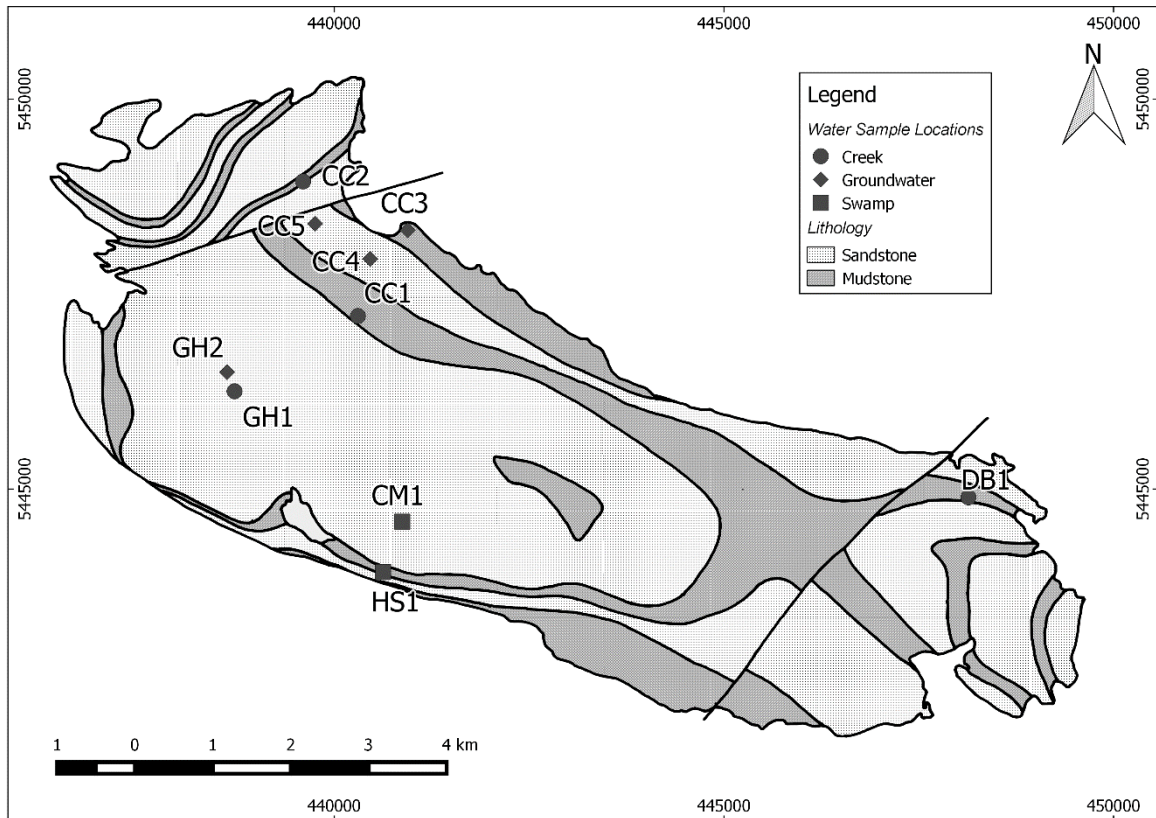 440000
445000
450000
5450000
5450000
N
Legend
Water Sample Locations
Creek
Groundwater
Swamp
Lithology
Sandstone
Mudstone
CC2
CC3
CC5
CC4
CC1
GH2
GH1
5445000
5445000
DB1
CM1
HS1
1 0 1 2 3 4 km
440000
445000
450000